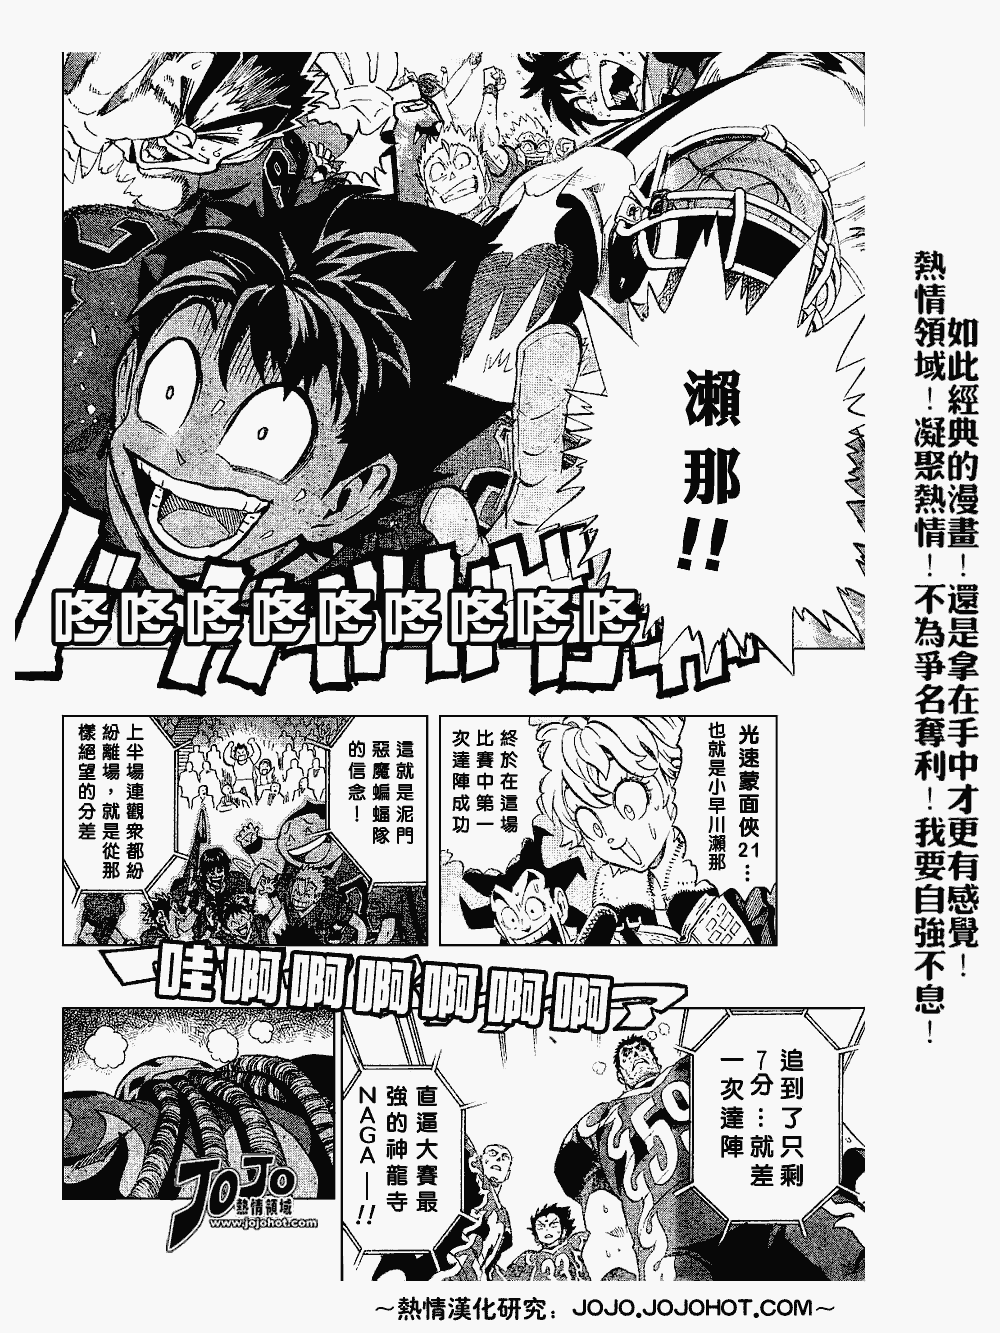 瀨那!!
咚咚咚咚咚咚咚咚咚
光速蒙面俠21…
也就是小早川瀨那
終於在這場
比賽中第一
次達陣成功
這就是泥門
惡魔蝙蝠隊
的信念！
上半場連觀眾都紛
紛離場，就是從那
樣絕望的分差
哇啊啊啊啊啊啊
追到了只剩
7分…就差
一次達陣
直逼大賽最
強的神龍寺
NAGA—!!
JOJO
熱情領域
www.jojohot.com
如此經典的漫畫！還是拿在手中才更有感覺！
熱情領域！凝聚熱情！不為爭名奪利！我要自強不息！
～熱情漢化研究：JOJO.JOJOHOT.COM～